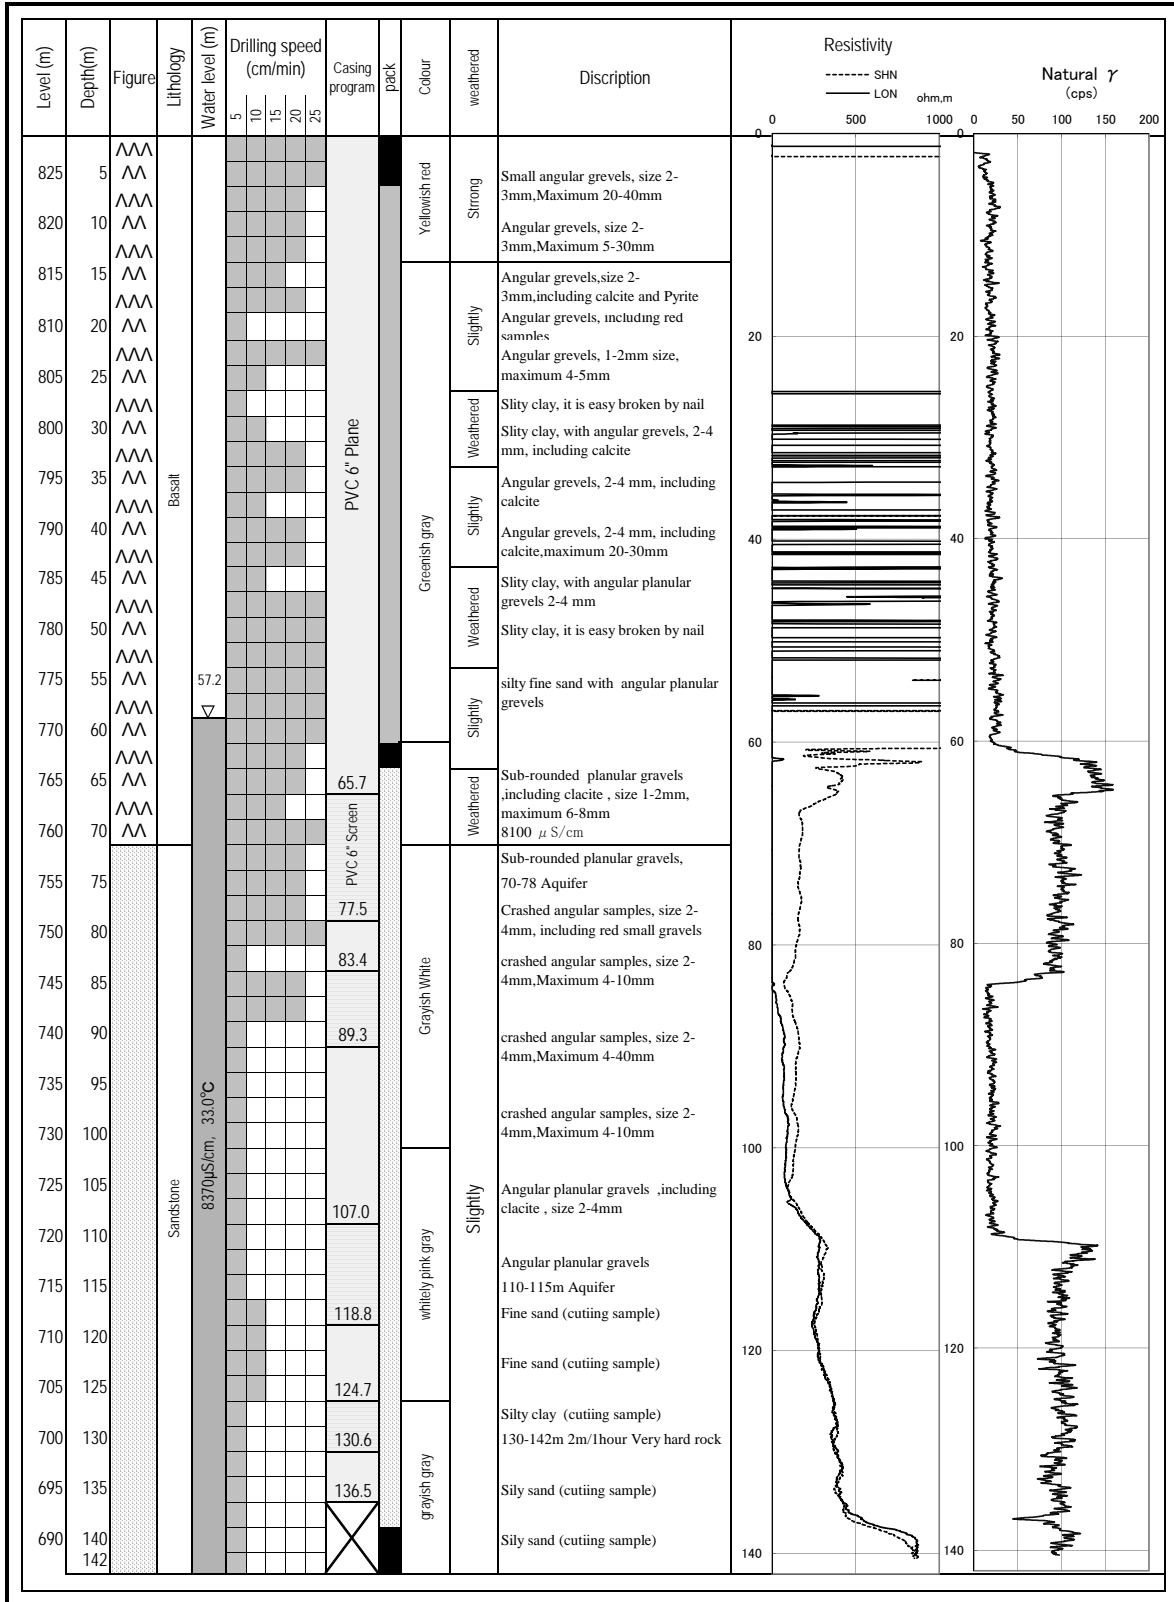 Level (m)
Depth(m)
Figure
Lithology
Water level (m)
Drilling speed
(cm/min)
5
10
15
20
25
Casing
program
pack
Colour
weathered
Discription
Resistivity
SHN
LON
ohm,m
0
500
1000
Natural γ
(cps)
0
50
100
150
200
825
820
815
810
805
800
795
790
785
780
775
770
765
760
755
750
745
740
735
730
725
720
715
710
705
700
695
690
5
10
15
20
25
30
35
40
45
50
55
60
65
70
75
80
85
90
95
100
105
110
115
120
125
130
135
140
142
Basalt
Sandstone
57.2
8370µS/cm, 33.0℃
PVC 6" Plane
65.7
PVC 6" Screen
77.5
83.4
89.3
107.0
118.8
124.7
130.6
136.5
Yellowish red
Greenish gray
Grayish White
whitely pink gray
grayish gray
Strrong
Slightly
Weathered
Slightly
Weathered
Slightly
Weathered
Slightly
Small angular grevels, size 2-
3mm,Maximum 20-40mm
Angular grevels, size 2-
3mm,Maximum 5-30mm
Angular grevels,size 2-
3mm,including calcite and Pyrite
Angular grevels, including red
samples
Angular grevels, 1-2mm size,
maximum 4-5mm
Slity clay, it is easy broken by nail
Slity clay, with angular grevels, 2-4
mm, including calcite
Angular grevels, 2-4 mm, including
calcite
Angular grevels, 2-4 mm, including
calcite,maximum 20-30mm
Slity clay, with angular planular
grevels 2-4 mm
Slity clay, it is easy broken by nail
silty fine sand with angular planular
grevels
Sub-rounded planular gravels
,including clacite , size 1-2mm,
maximum 6-8mm
8100 μS/cm
Sub-rounded planular gravels,
70-78 Aquifer
Crashed angular samples, size 2-
4mm, including red small gravels
crashed angular samples, size 2-
4mm,Maximum 4-10mm
crashed angular samples, size 2-
4mm,Maximum 4-40mm
crashed angular samples, size 2-
4mm,Maximum 4-10mm
Angular planular gravels ,including
clacite , size 2-4mm
Angular planular gravels
110-115m Aquifer
Fine sand (cutiing sample)
Fine sand (cutiing sample)
Silty clay (cutiing sample)
130-142m 2m/1hour Very hard rock
Sily sand (cutiing sample)
Sily sand (cutiing sample)
0
20
40
60
80
100
120
140
0
20
40
60
80
100
120
140